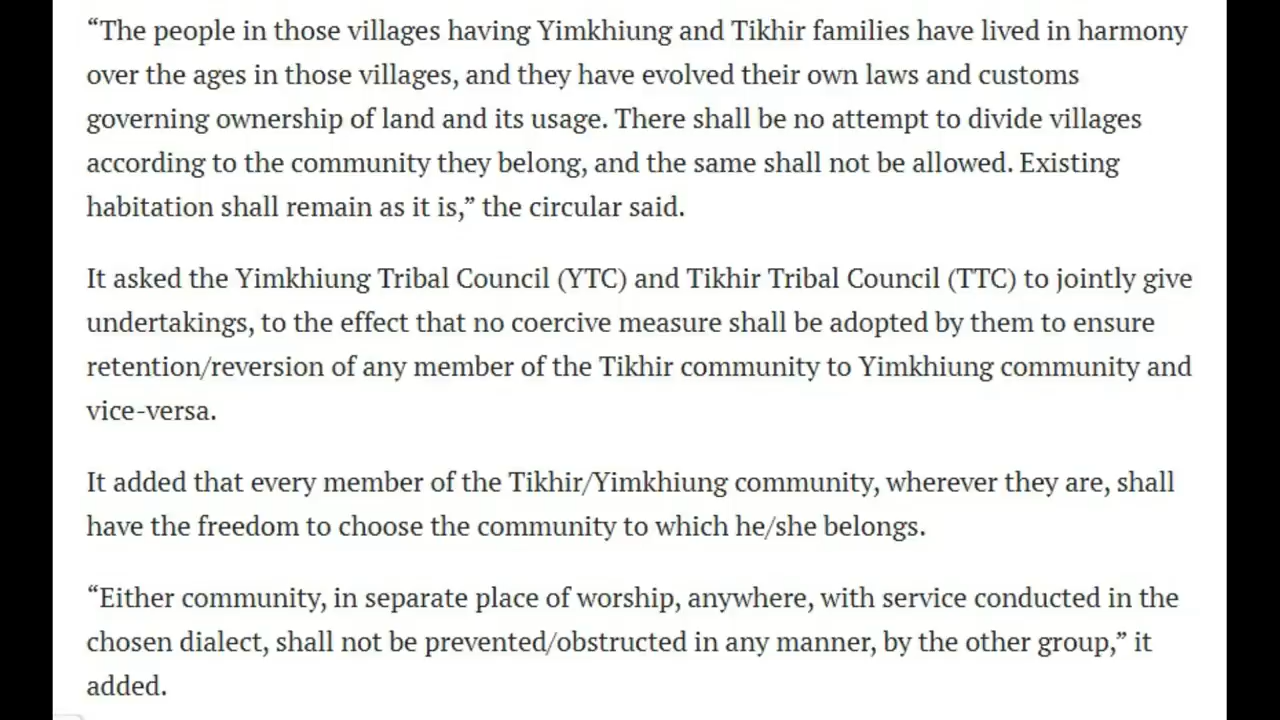 “The people in those villages having Yimkhiung and Tikhir families have lived in harmony
over the ages in those villages, and they have evolved their own laws and customs
governing ownership of land and its usage. There shall be no attempt to divide villages
according to the community they belong, and the same shall not be allowed. Existing
habitation shall remain as it is,” the circular said.
It asked the Yimkhiung Tribal Council (YTC) and Tikhir Tribal Council (TTC) to jointly give
undertakings, to the effect that no coercive measure shall be adopted by them to ensure
retention/reversion of any member of the Tikhir community to Yimkhiung community and
vice-versa.
It added that every member of the Tikhir/Yimkhiung community, wherever they are, shall
have the freedom to choose the community to which he/she belongs.
“Either community, in separate place of worship, anywhere, with service conducted in the
chosen dialect, shall not be prevented/obstructed in any manner, by the other group,” it
added.